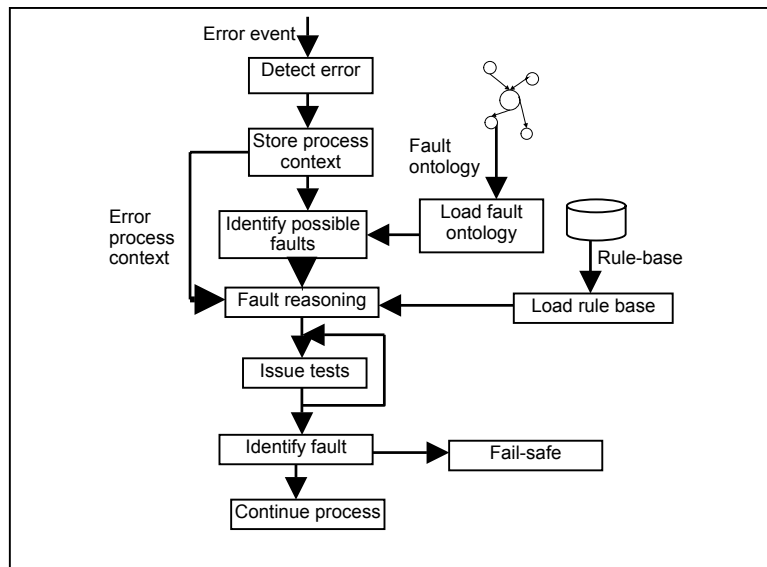 Error event
Detect error
Store process
context
Fault
ontology
Error
process
context
Identify possible
faults
Load fault
ontology
Rule-base
Fault reasoning
Load rule base
Issue tests
Identify fault
Fail-safe
Continue process